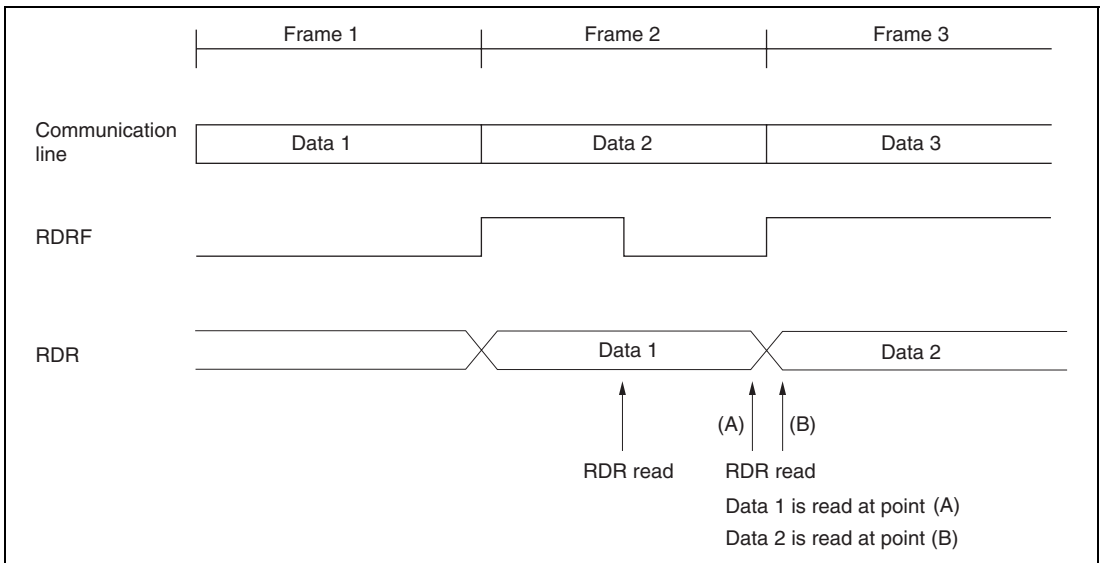 Frame 1 Frame 2 Frame 3
Communication
line
Data 1 Data 2 Data 3
RDRF
RDR
Data 1 Data 2
(A) (B)
RDR read RDR read
Data 1 is read at point (A)
Data 2 is read at point (B)